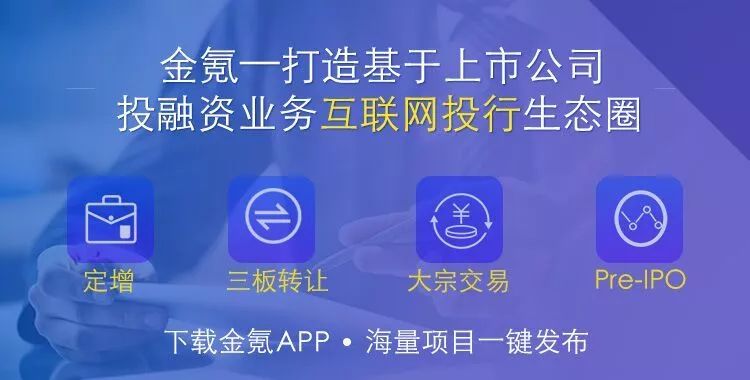 金氪一打造基于上市公司
投融资业务互联网投行生态圈
¥
定增 三板转让 大宗交易 Pre-IPO
下载金氪APP • 海量项目一键发布